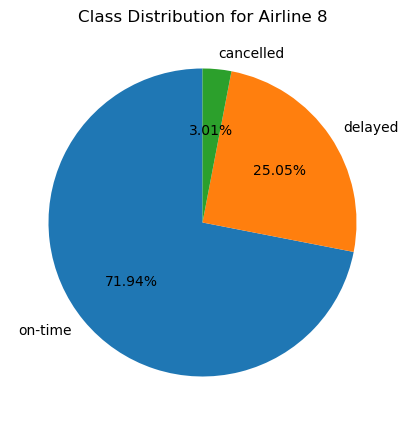 Class Distribution for Airline 8
cancelled
3.01%
delayed
25.05%
71.94%
on-time